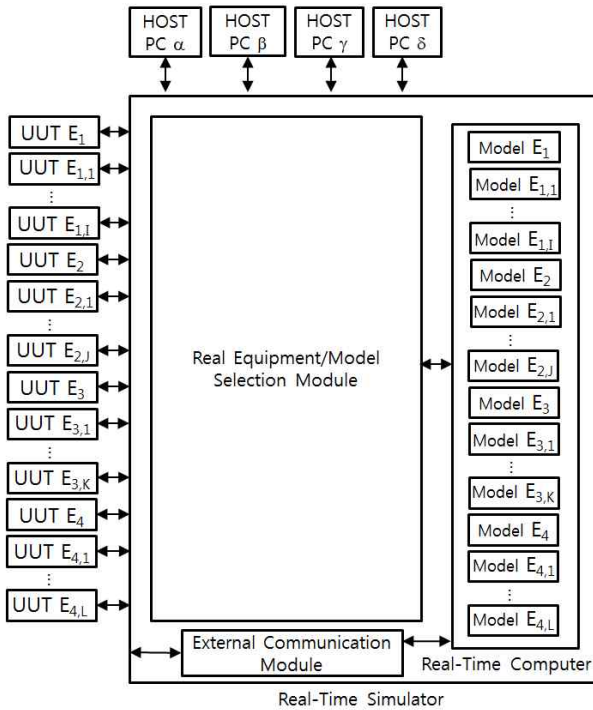 HOST
PC α
HOST
PC β
HOST
PC γ
HOST
PC δ
UUT E1
UUT E1,1
⋮
UUT E1,I
UUT E2
UUT E2,1
⋮
UUT E2,J
UUT E3
UUT E3,1
⋮
UUT E3,K
UUT E4
UUT E4,1
⋮
UUT E4,L
Real Equipment/Model
Selection Module
Model E1
Model E1,1
⋮
Model E1,I
Model E2
Model E2,1
⋮
Model E2,J
Model E3
Model E3,1
⋮
Model E3,K
Model E4
Model E4,1
⋮
Model E4,L
External Communication
Module
Real-Time Computer
Real-Time Simulator